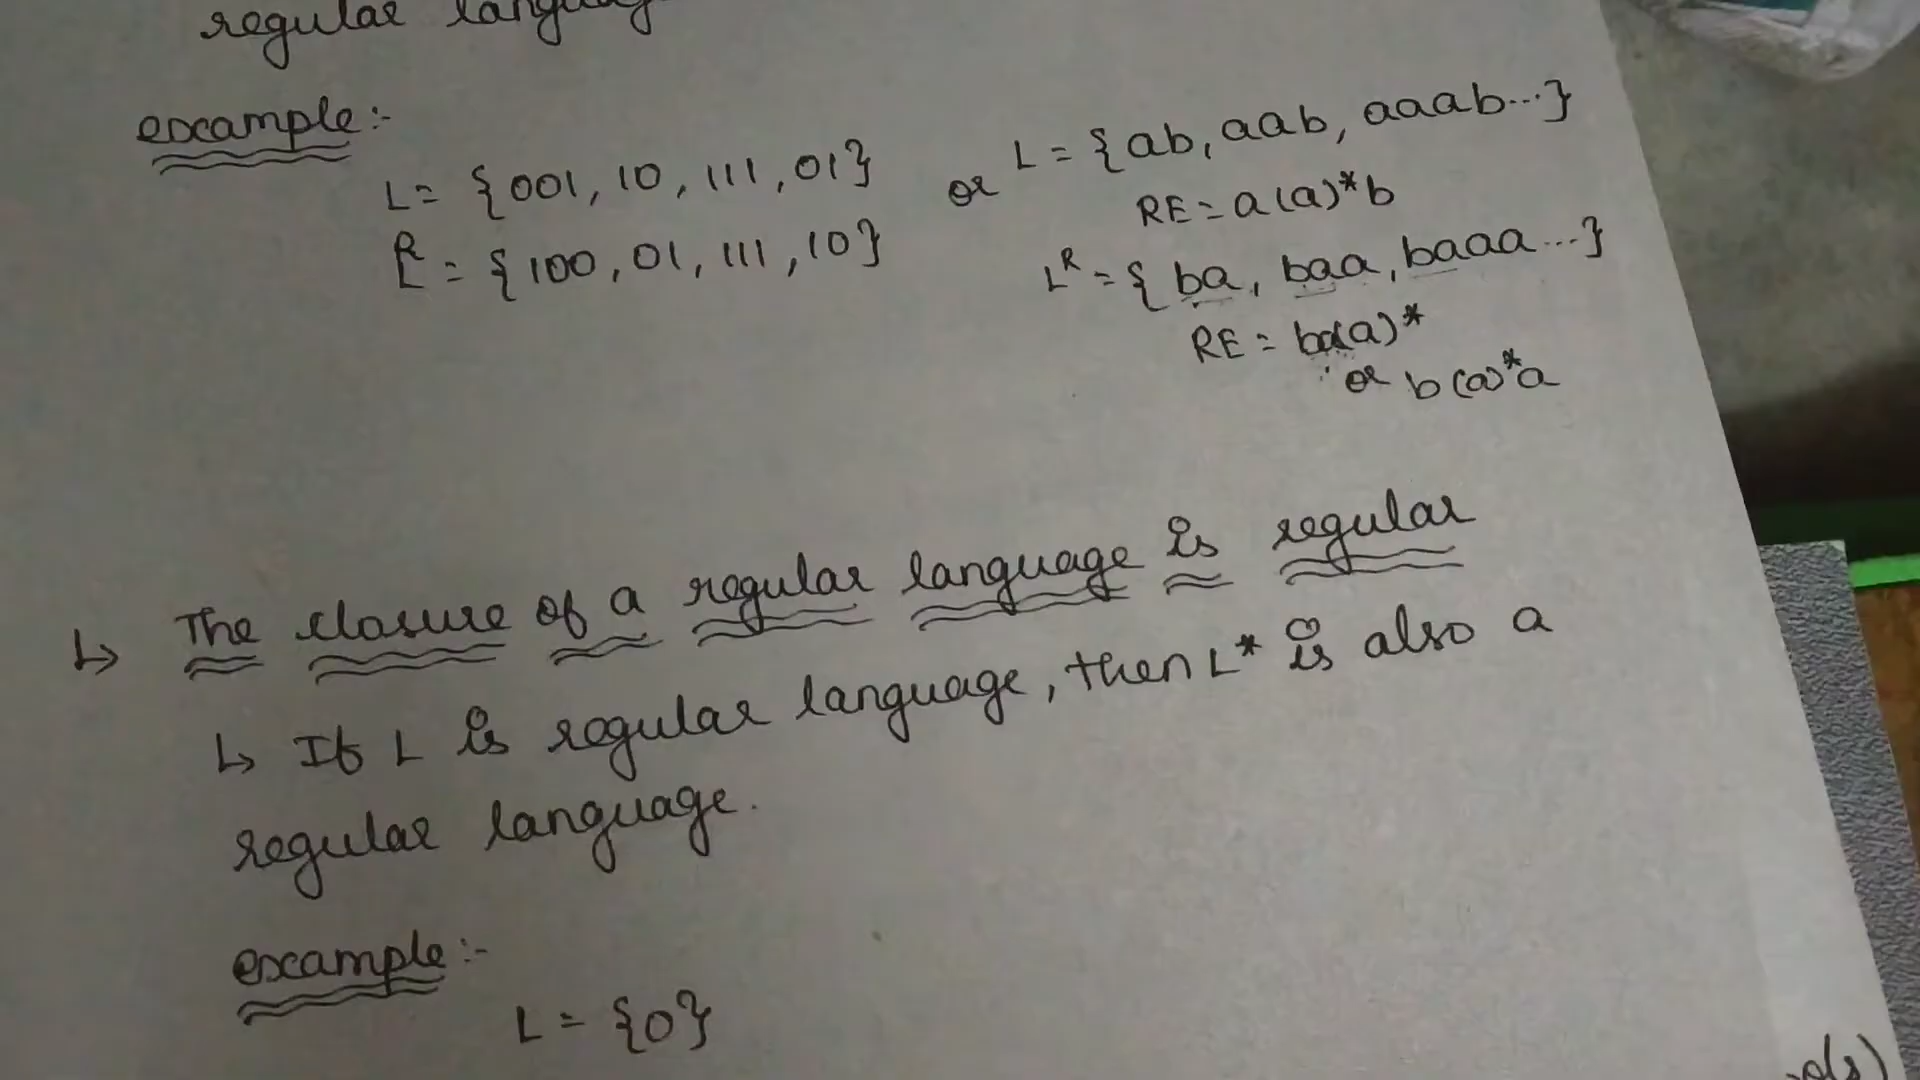 regular language
example:-
L = {001, 10, 111, 01}
L^R = {100, 01, 111, 10}
or
L = {ab, aab, aaab...}
RE = a(a)*b
L^R = {ba, baa, baaa...}
RE = ba(a)*
or b(a)*a
↳ The closure of a regular language is regular
↳ If L is regular language, then L* is also a
regular language.
example:-
L = {0}